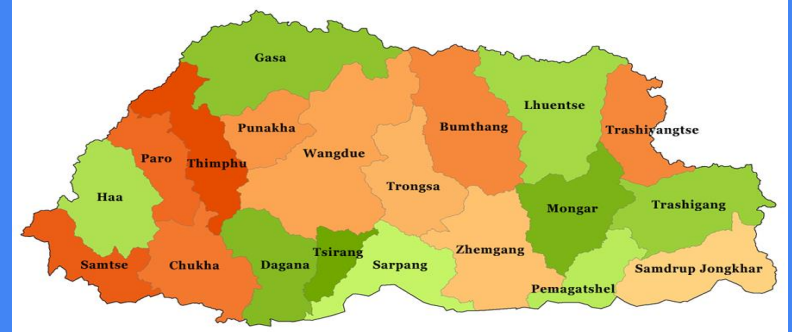 Gasa
Lhuentse
Punakha
Bumthang
Trashiyangtse
Wangdue
Paro
Thimphu
Trongsa
Haa
Mongar
Trashigang
Tsirang
Zhemgang
Samtse
Chukha
Dagana
Sarpang
Samdrup Jongkhar
Pemagatshel